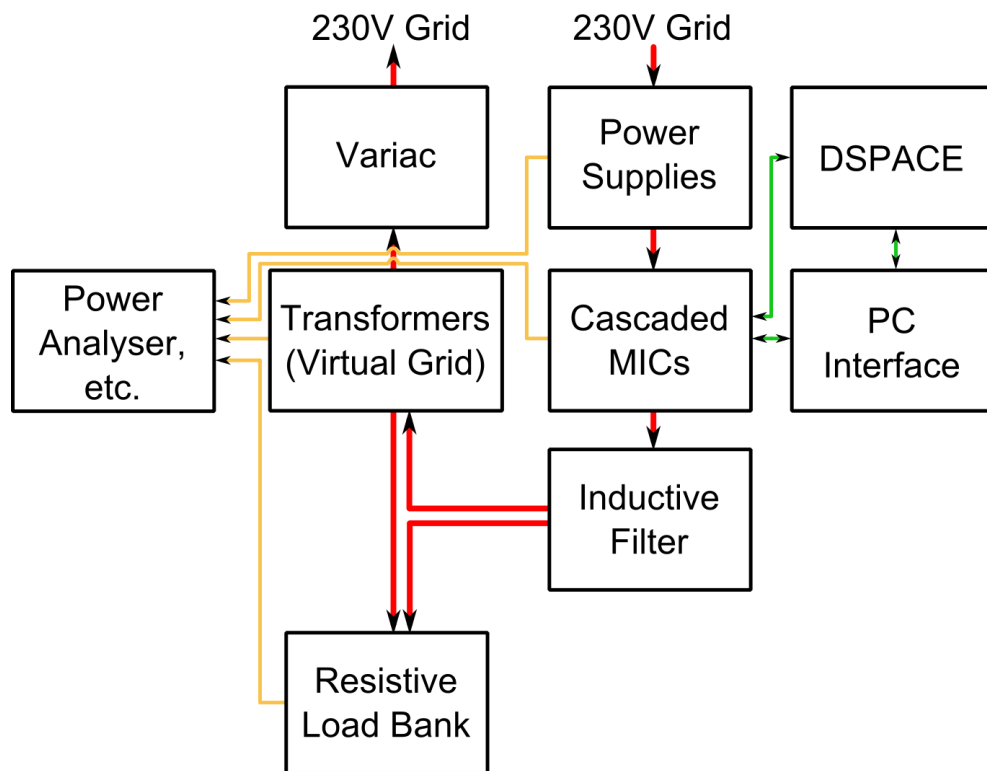 230V Grid
230V Grid
Variac
Power
Supplies
DSPACE
Power
Analyser,
etc.
Transformers
(Virtual Grid)
Cascaded
MICs
PC
Interface
Inductive
Filter
Resistive
Load Bank